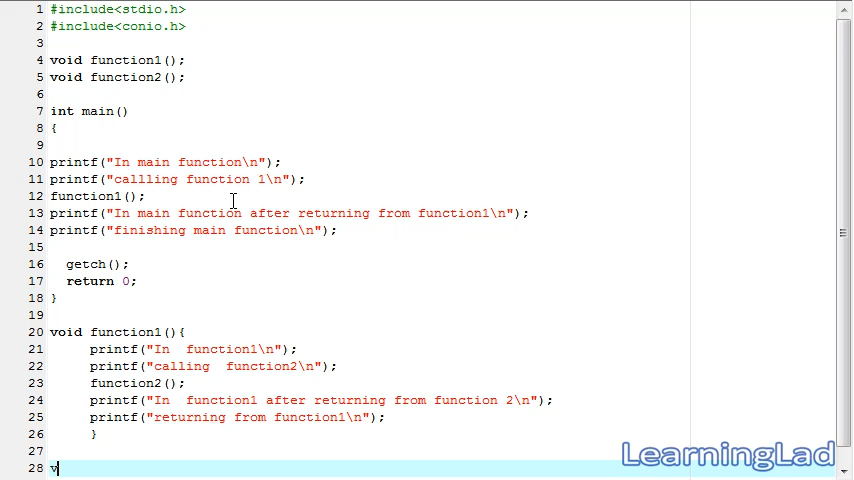 1 #include<stdio.h>
2 #include<conio.h>
3
4 void function1();
5 void function2();
6
7 int main()
8 {
9
10 printf("In main function\n");
11 printf("callling function 1\n");
12 function1();
13 printf("In main function after returning from function1\n");
14 printf("finishing main function\n");
15
16 getch();
17 return 0;
18 }
19
20 void function1(){
21 printf("In  function1\n");
22 printf("calling  function2\n");
23 function2();
24 printf("In  function1 after returning from function 2\n");
25 printf("returning from function1\n");
26 }
27
28 v
LearningLad